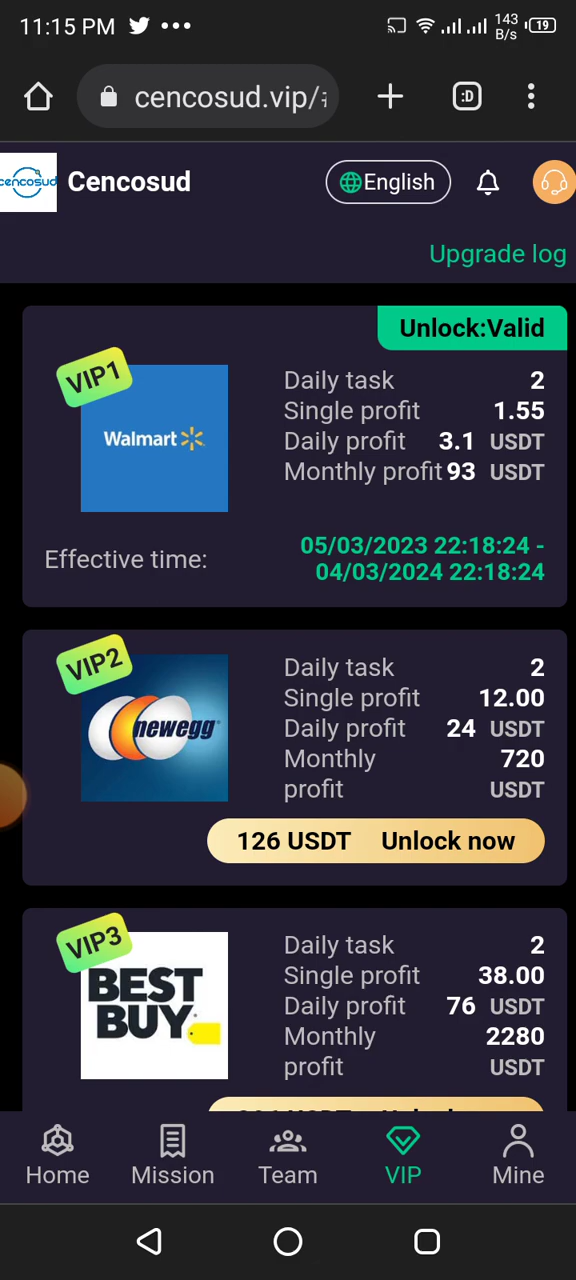 11:15 PM
143 B/s
19
cencosud.vip/
:D
cencosud
Cencosud
English
Upgrade log
Unlock:Valid
VIP1
Walmart
Daily task 2
Single profit 1.55
Daily profit 3.1 USDT
Monthly profit 93 USDT
Effective time:
05/03/2023 22:18:24 -
04/03/2024 22:18:24
VIP2
newegg
Daily task 2
Single profit 12.00
Daily profit 24 USDT
Monthly 720
profit USDT
126 USDT Unlock now
VIP3
BEST
BUY
Daily task 2
Single profit 38.00
Daily profit 76 USDT
Monthly 2280
profit USDT
Home
Mission
Team
VIP
Mine